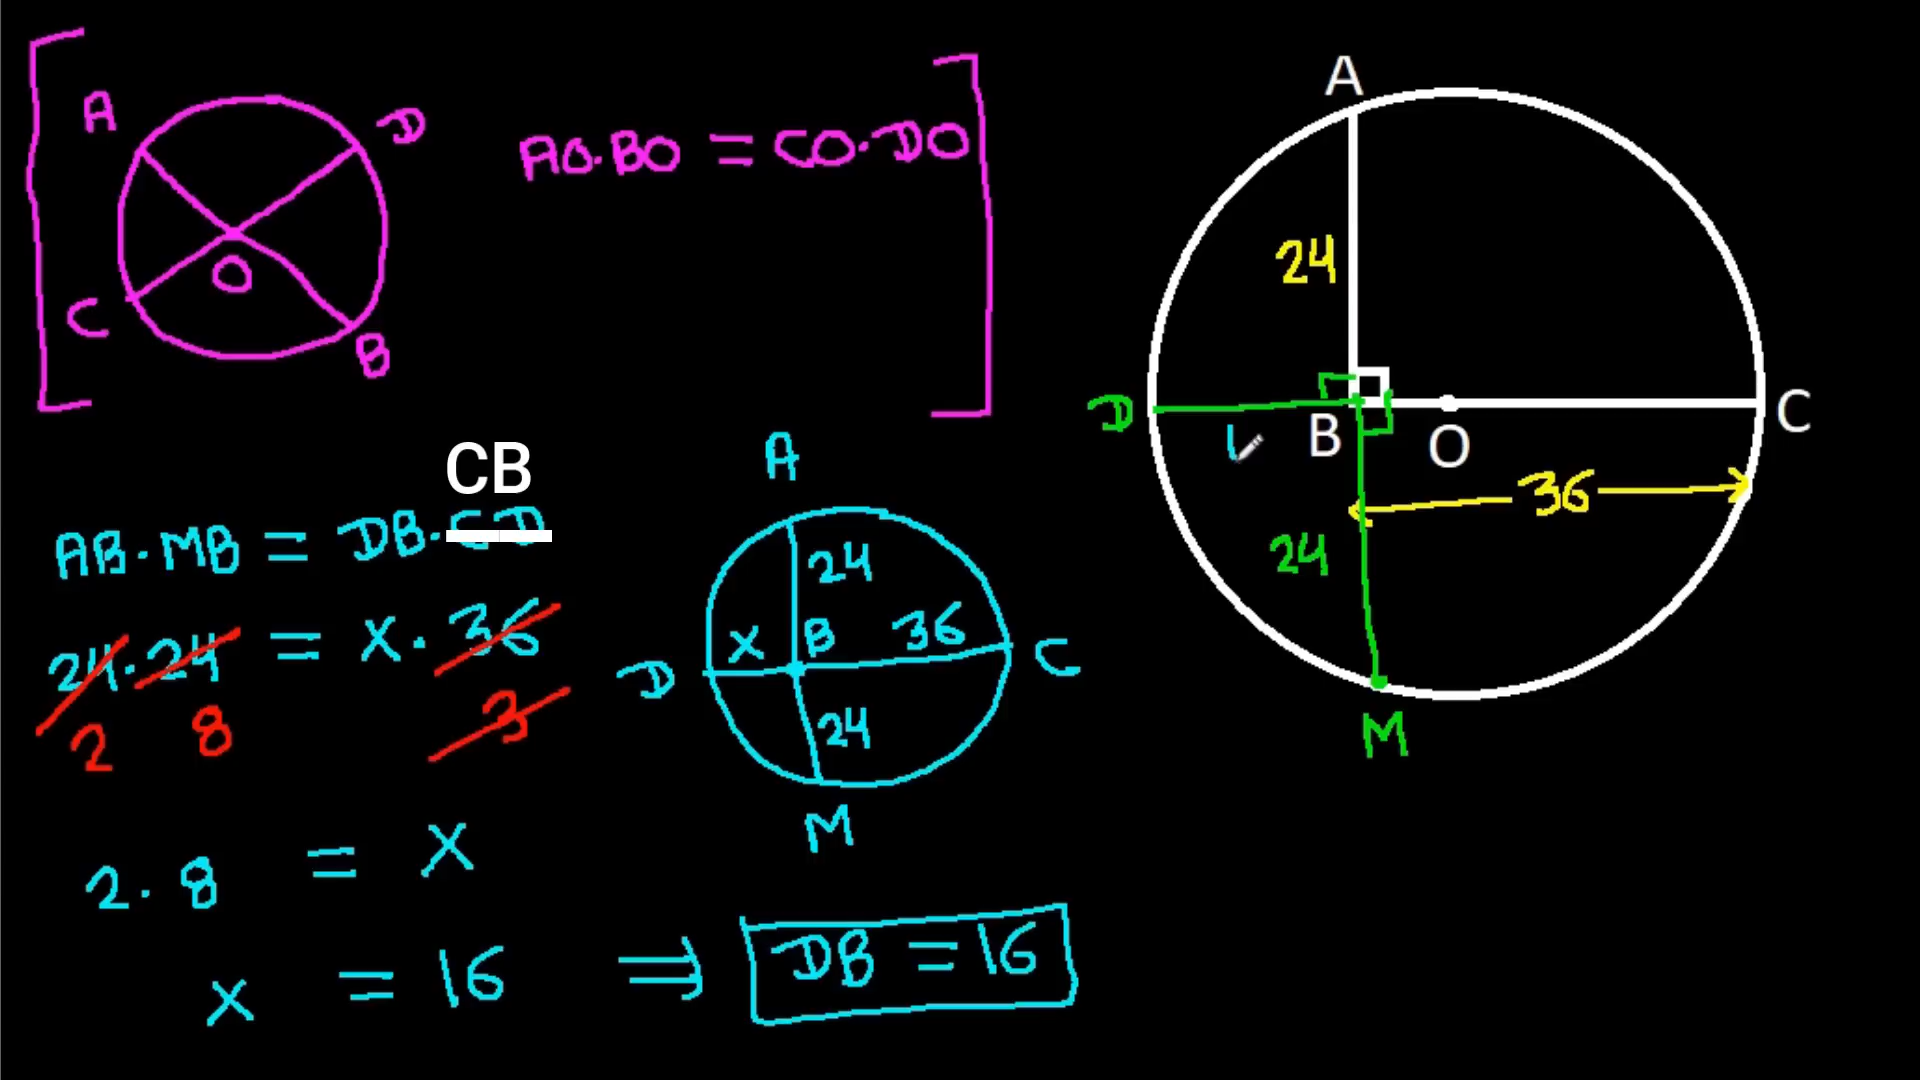 A
D
AO.BO = CO.DO
O
C
B
CB
AB.MB = DB.CD
24.24 = x.36
2 8 3
2.8 = x
x = 16 ⇒ DB = 16
A
24
x B 36
D C
24
M
A
24
D B O C
36
24
M